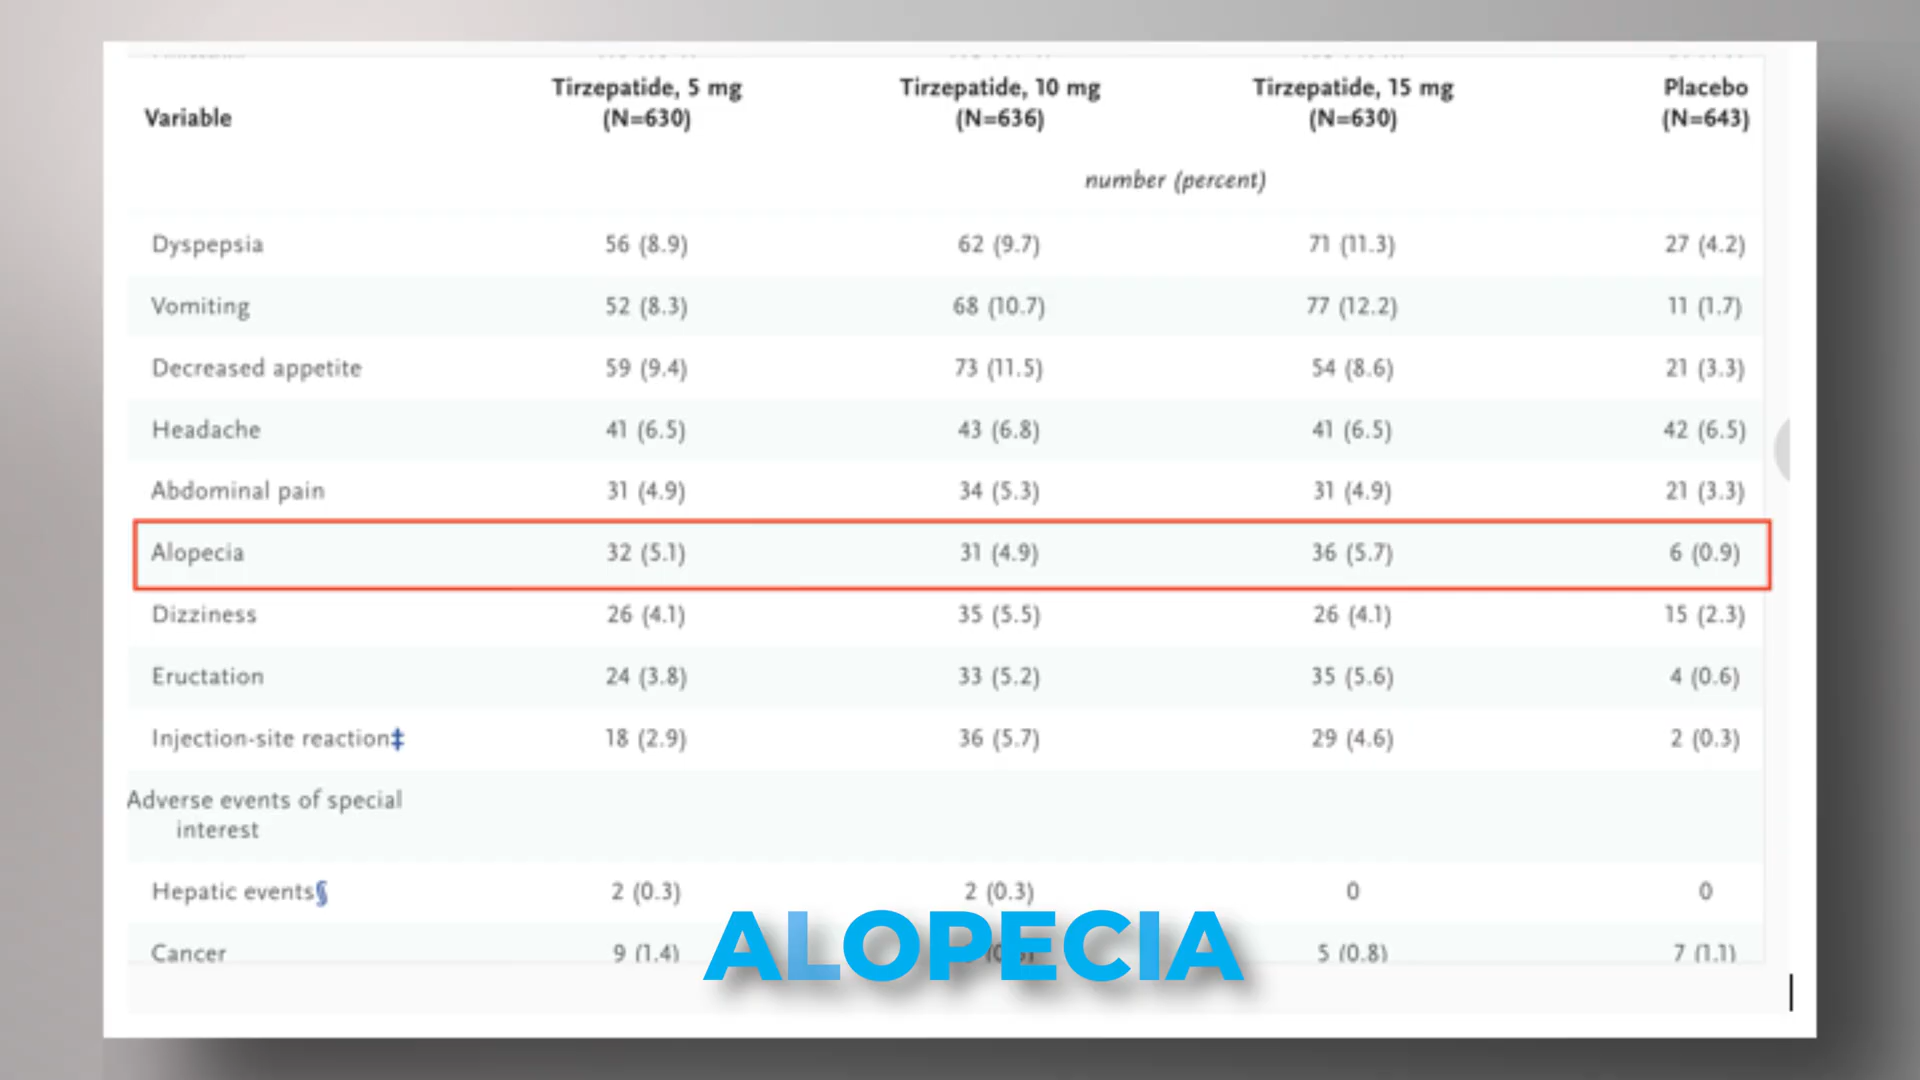 Variable Tirzepatide, 5 mg (N=630) Tirzepatide, 10 mg (N=636) Tirzepatide, 15 mg (N=630) Placebo (N=643)
number (percent)
Dyspepsia 56 (8.9) 62 (9.7) 71 (11.3) 27 (4.2)
Vomiting 52 (8.3) 68 (10.7) 77 (12.2) 11 (1.7)
Decreased appetite 59 (9.4) 73 (11.5) 54 (8.6) 21 (3.3)
Headache 41 (6.5) 43 (6.8) 41 (6.5) 42 (6.5)
Abdominal pain 31 (4.9) 34 (5.3) 31 (4.9) 21 (3.3)
Alopecia 32 (5.1) 31 (4.9) 36 (5.7) 6 (0.9)
Dizziness 26 (4.1) 35 (5.5) 26 (4.1) 15 (2.3)
Eructation 24 (3.8) 33 (5.2) 35 (5.6) 4 (0.6)
Injection-site reaction‡ 18 (2.9) 36 (5.7) 29 (4.6) 2 (0.3)
Adverse events of special
interest
Hepatic events§ 2 (0.3) 2 (0.3) 0 0
Cancer 9 (1.4) 5 (0.8) 7 (1.1)
ALOPECIA